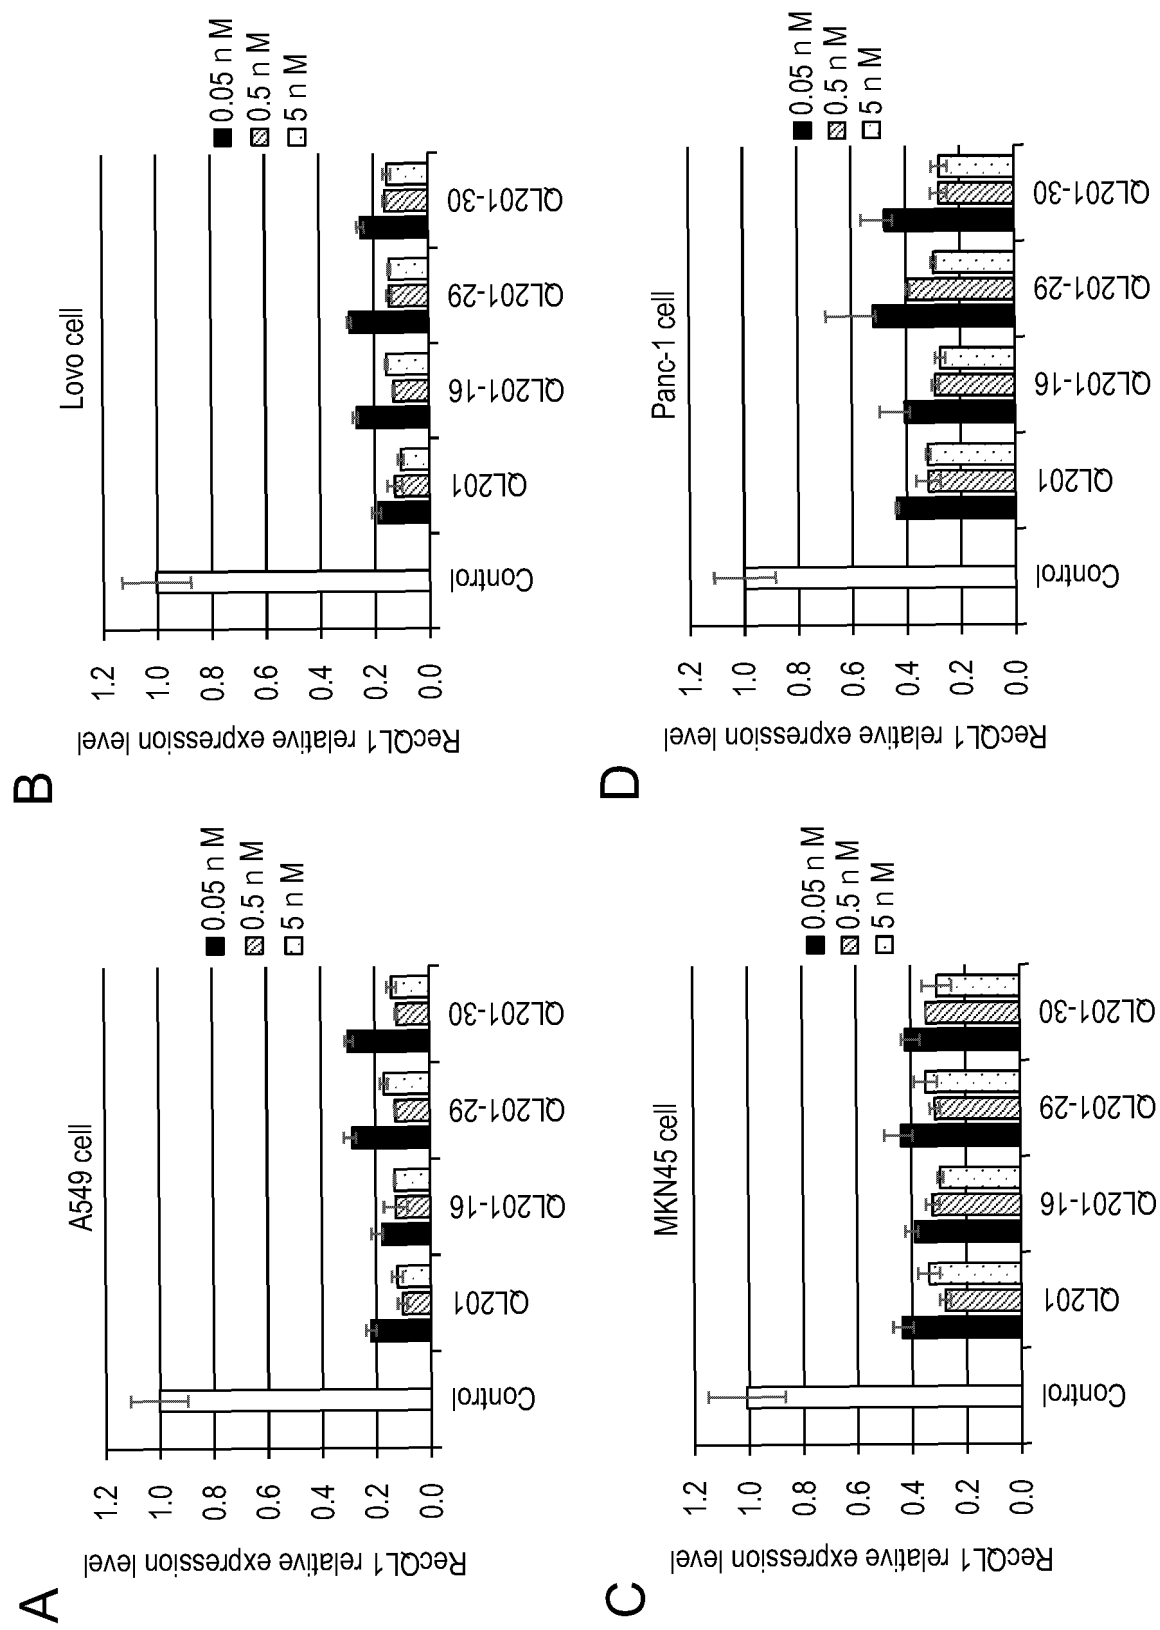 A
A549 cell
RecQL1 relative expression
level
1.2
1.0
0.8
0.6
0.4
0.2
0.0
Control
QL201
QL201-16
QL201-29
QL201-30
0.05 n M
0.5 n M
5 n M
B
Lovo cell
RecQL1 relative expression
level
1.2
1.0
0.8
0.6
0.4
0.2
0.0
Control
QL201
QL201-16
QL201-29
QL201-30
0.05 n M
0.5 n M
5 n M
C
MKN45 cell
RecQL1 relative expression
level
1.2
1.0
0.8
0.6
0.4
0.2
0.0
Control
QL201
QL201-16
QL201-29
QL201-30
0.05 n M
0.5 n M
5 n M
D
Panc-1 cell
RecQL1 relative expression
level
1.2
1.0
0.8
0.6
0.4
0.2
0.0
Control
QL201
QL201-16
QL201-29
QL201-30
0.05 n M
0.5 n M
5 n M